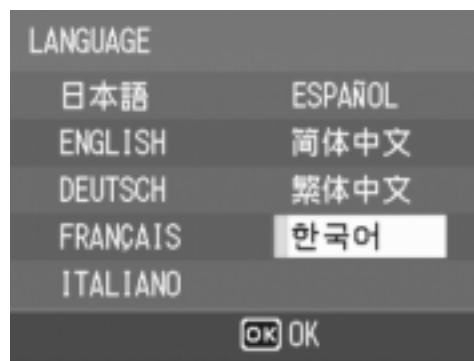 LANGUAGE
日本語 ESPAÑOL
ENGLISH 简体中文
DEUTSCH 繁体中文
FRANÇAIS 한국어
ITALIANO
OK OK